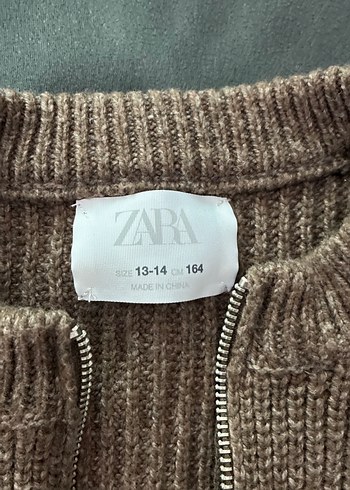 ZARA
SIZE 13-14 CM 164
MADE IN CHINA